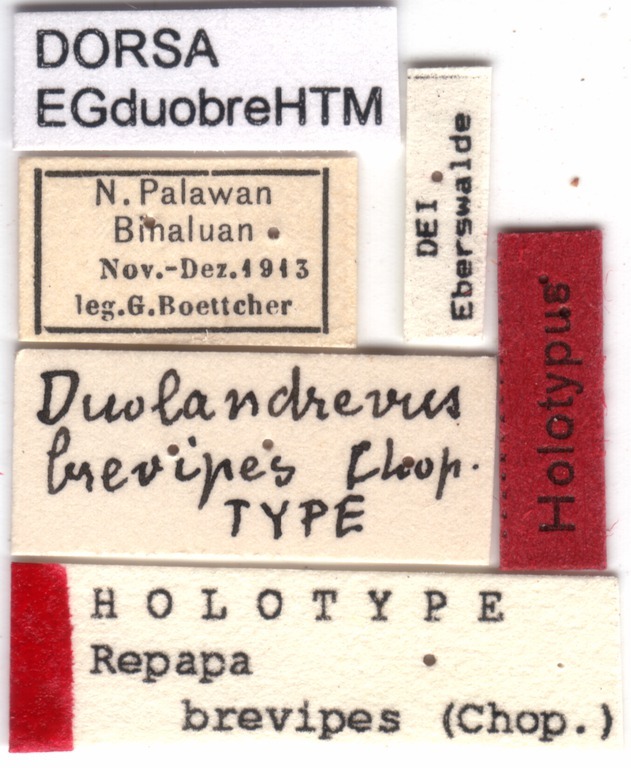 DORSA
EGduobreHTM
DEI
Eberswalde
N. Palawan
Binaluan
Nov.-Dez.1913
leg.G.Boettcher
Holotypus
Duolandrevus
brevipes Chop.
TYPE
HOLOTYPE
Repapa
brevipes (Chop.)